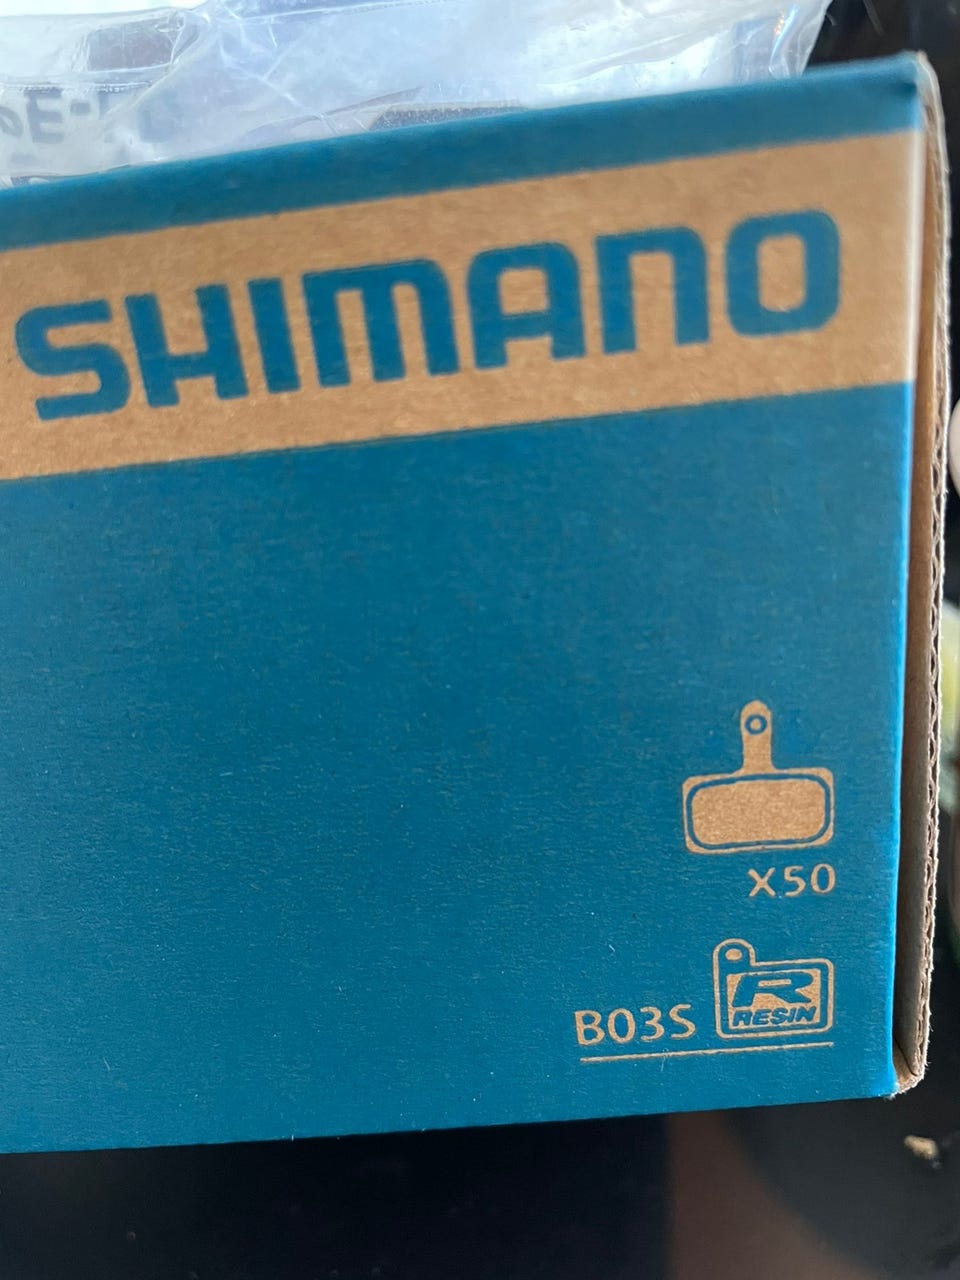 SHIMANO
X50
B03S
R
RESIN